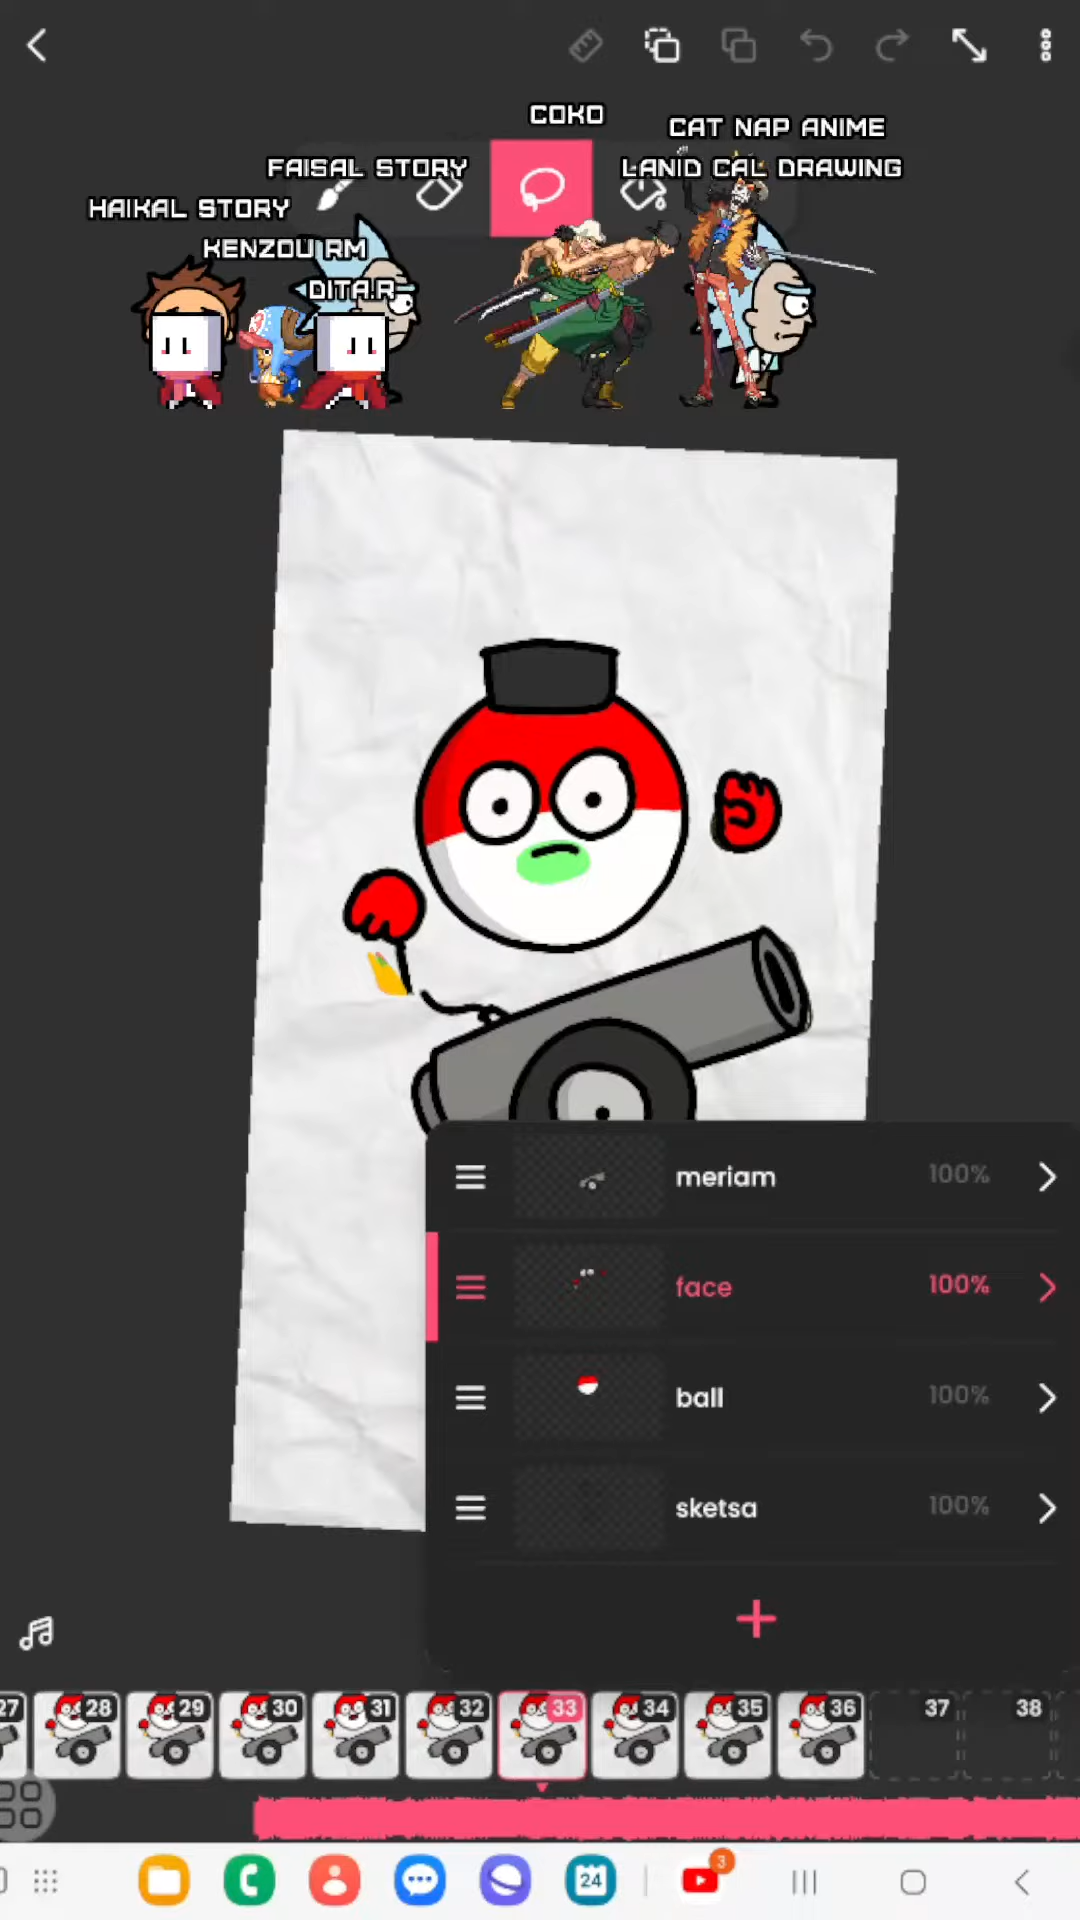 COKO
CAT NAP ANIME
FAISAL STORY
LANID CAL DRAWING
HAIKAL STORY
KENZOU RM
DITA.R
meriam 100%
face 100%
ball 100%
sketsa 100%
27 28 29 30 31 32 33 34 35 36 37 38
24
3